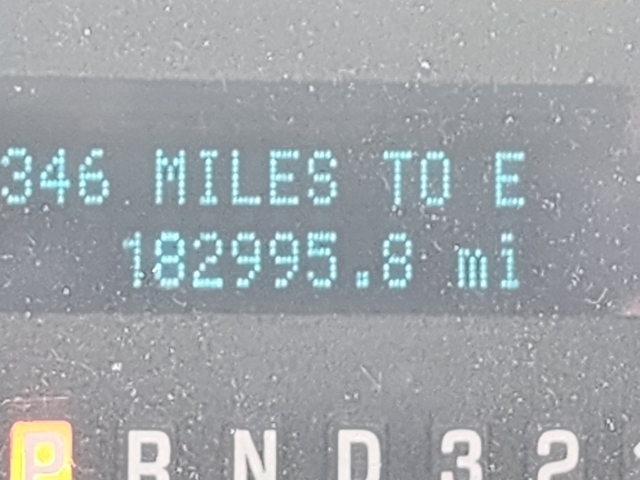 346 MILES TO E
182995.8 mi
P R N D 3 2